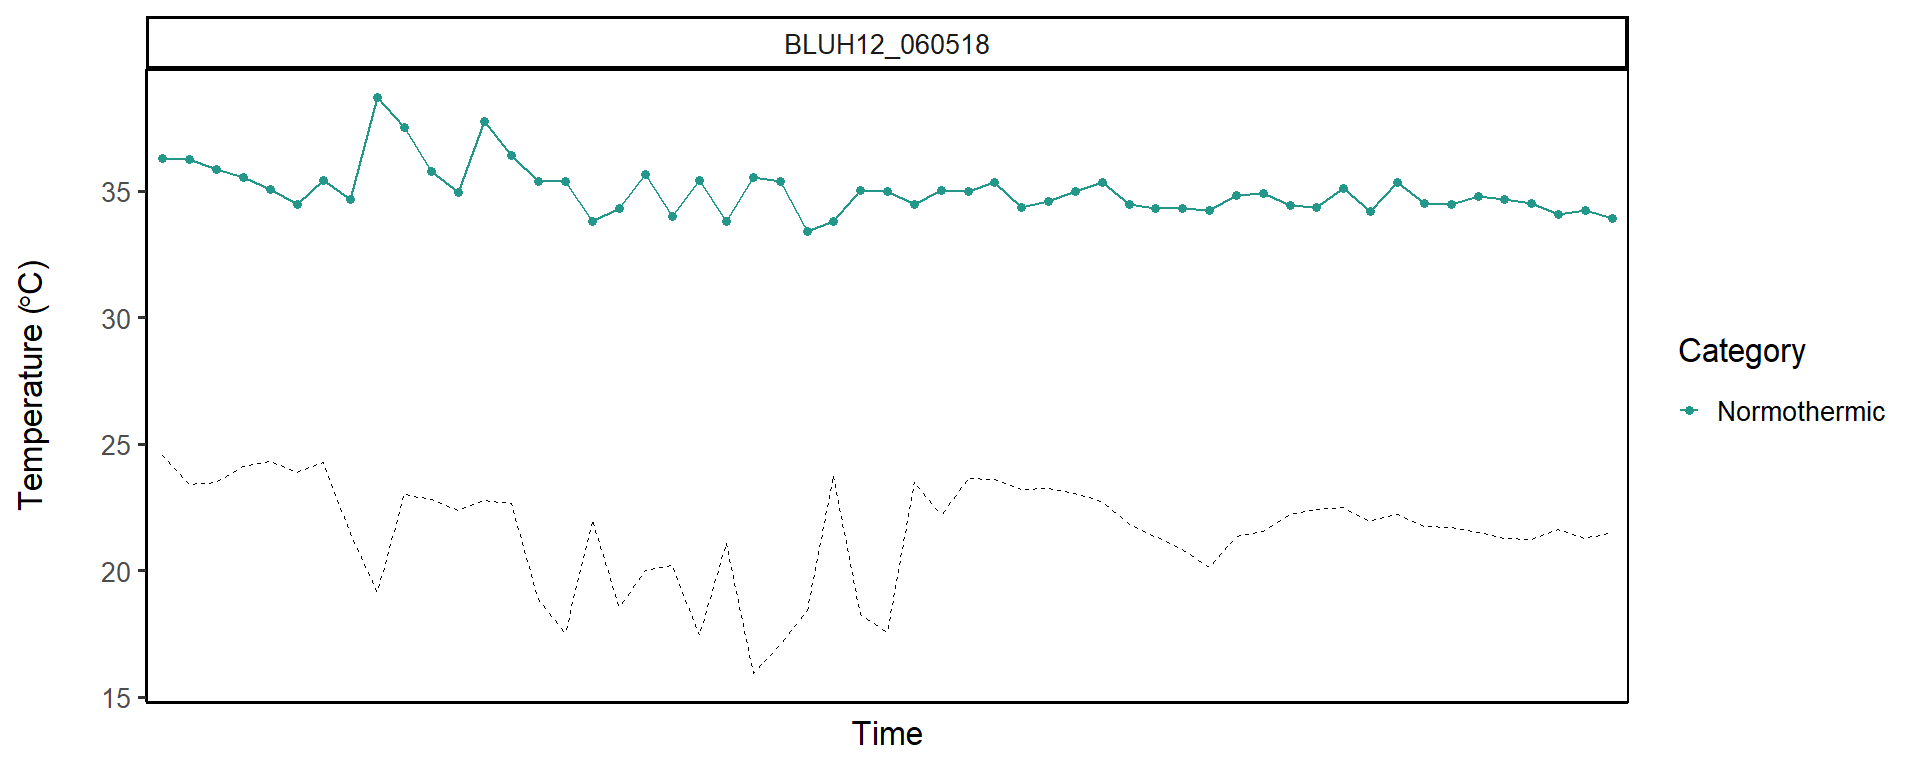 BLUH12_060518
Temperature (°C)
35
30
25
20
15
Time
Category
Normothermic